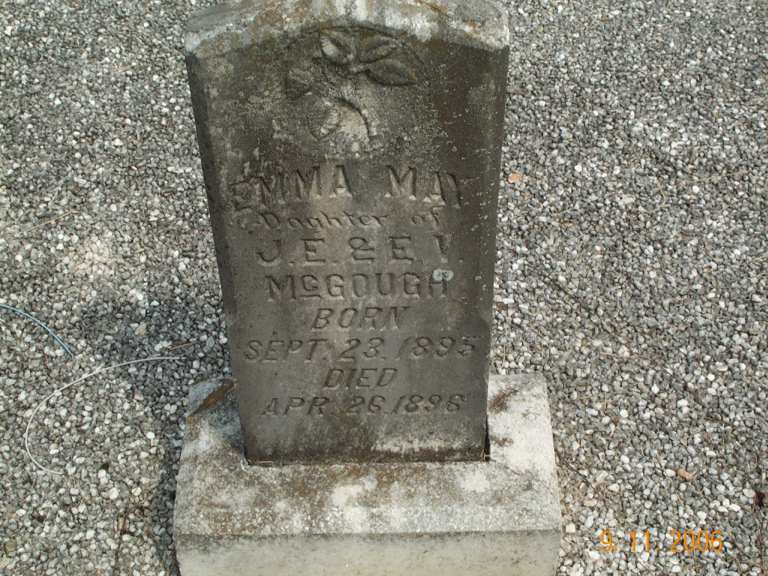 EMMA MAY
Daughter of
J. E. & E. V.
McGOUGH
BORN
SEPT. 23. 1895
DIED
APR 26. 1896
9. 11. 2006